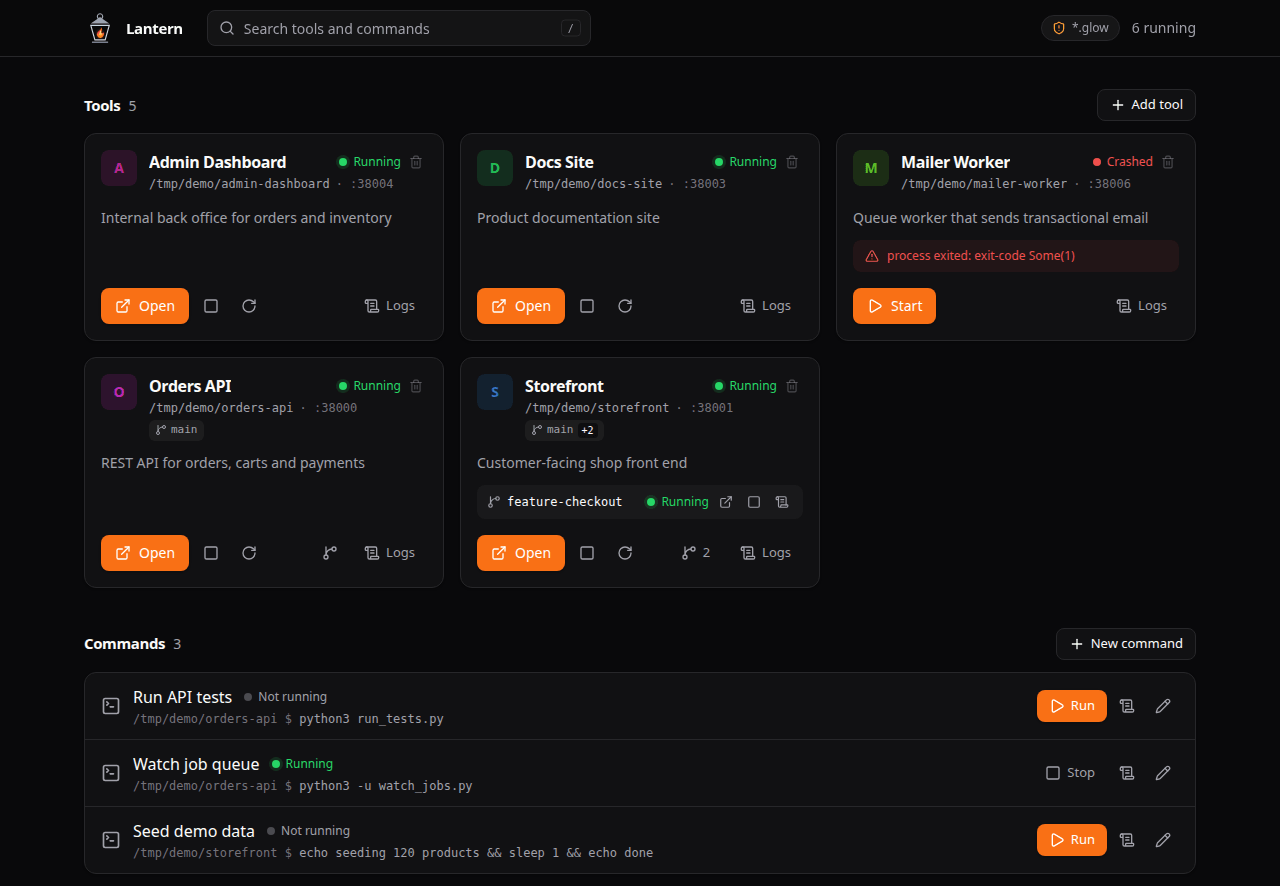 Lantern
Search tools and commands /
*.glow 6 running
Tools 5
Add tool
A Admin Dashboard Running
/tmp/demo/admin-dashboard · :38004
Internal back office for orders and inventory
Open Logs
D Docs Site Running
/tmp/demo/docs-site · :38003
Product documentation site
Open Logs
M Mailer Worker Crashed
/tmp/demo/mailer-worker · :38006
Queue worker that sends transactional email
process exited: exit-code Some(1)
Start Logs
O Orders API Running
/tmp/demo/orders-api · :38000
main
REST API for orders, carts and payments
Open Logs
S Storefront Running
/tmp/demo/storefront · :38001
main +2
Customer-facing shop front end
feature-checkout Running
Open 2 Logs
Commands 3
New command
Run API tests Not running
/tmp/demo/orders-api $ python3 run_tests.py
Run
Watch job queue Running
/tmp/demo/orders-api $ python3 -u watch_jobs.py
Stop
Seed demo data Not running
/tmp/demo/storefront $ echo seeding 120 products && sleep 1 && echo done
Run